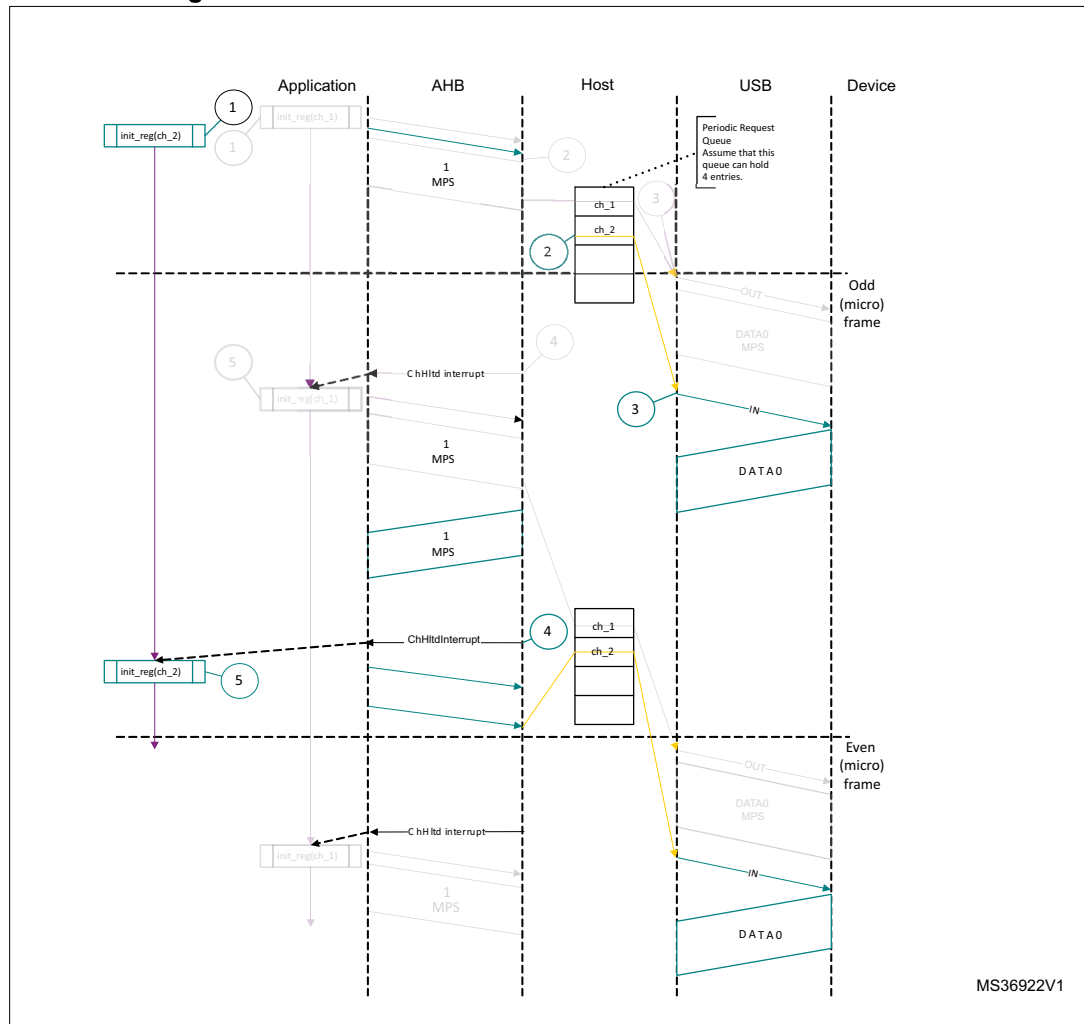 Application AHB Host USB Device
1
init_reg(ch_1)
init_reg(ch_2)
1
2
Periodic Request
Queue
Assume that this
queue can hold
4 entries.
1
MPS
3
ch_1
ch_2
2
Odd
(micro)
frame
OUT
DATA0
MPS
4
5
ChHltd interrupt
init_reg(ch_1)
3
IN
1
MPS
DATA0
1
MPS
ch_1
4
ChHltdInterrupt
ch_2
init_reg(ch_2)
5
Even
(micro)
frame
OUT
DATA0
MPS
ChHltd interrupt
init_reg(ch_1)
IN
1
MPS
DATA0
MS36922V1